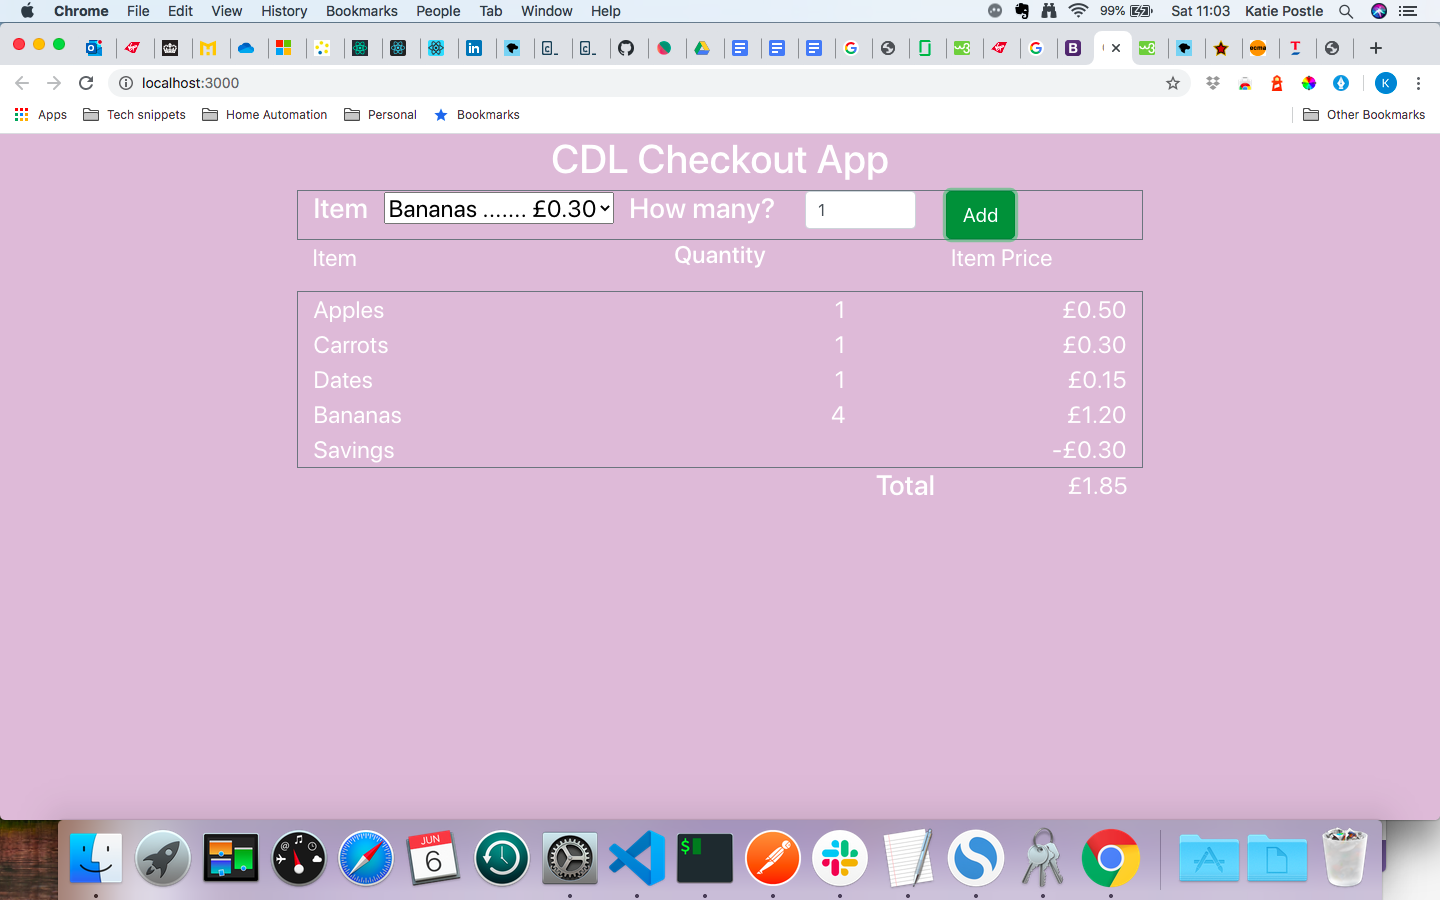 Chrome File Edit View History Bookmarks People Tab Window Help 99% Sat 11:03 Katie Postle
localhost:3000
Apps Tech snippets Home Automation Personal Bookmarks Other Bookmarks
CDL Checkout App
Item Bananas ....... £0.30 How many? 1 Add
Item Quantity Item Price
Apples 1 £0.50
Carrots 1 £0.30
Dates 1 £0.15
Bananas 4 £1.20
Savings -£0.30
Total £1.85
JUN
6